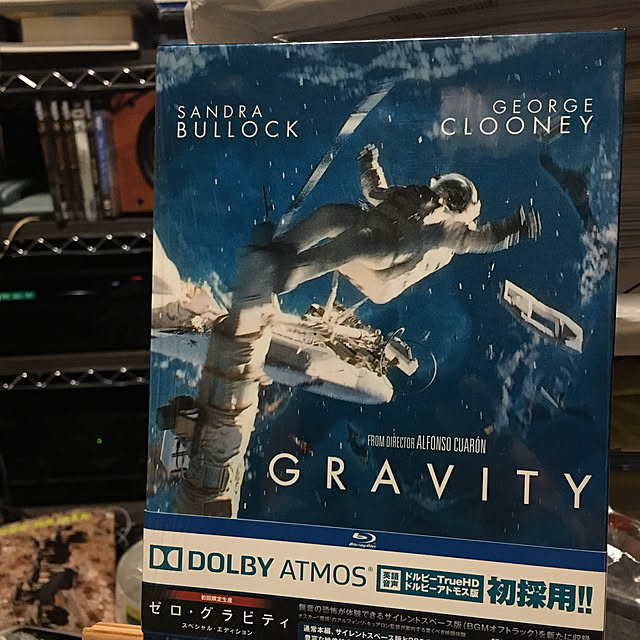 SANDRA
BULLOCK
GEORGE
CLOONEY
FROM DIRECTOR ALFONSO CUARÓN
GRAVITY
Blu-ray Disc
DOLBY ATMOS®
英語
音声
ドルビーTrueHD
ドルビーアトモス版
初採用!!
初回限定生産
ゼロ・グラビティ
スペシャル・エディション
無音の恐怖が体験できるサイレントスペース版(BGMオフトラック)を新たに収録